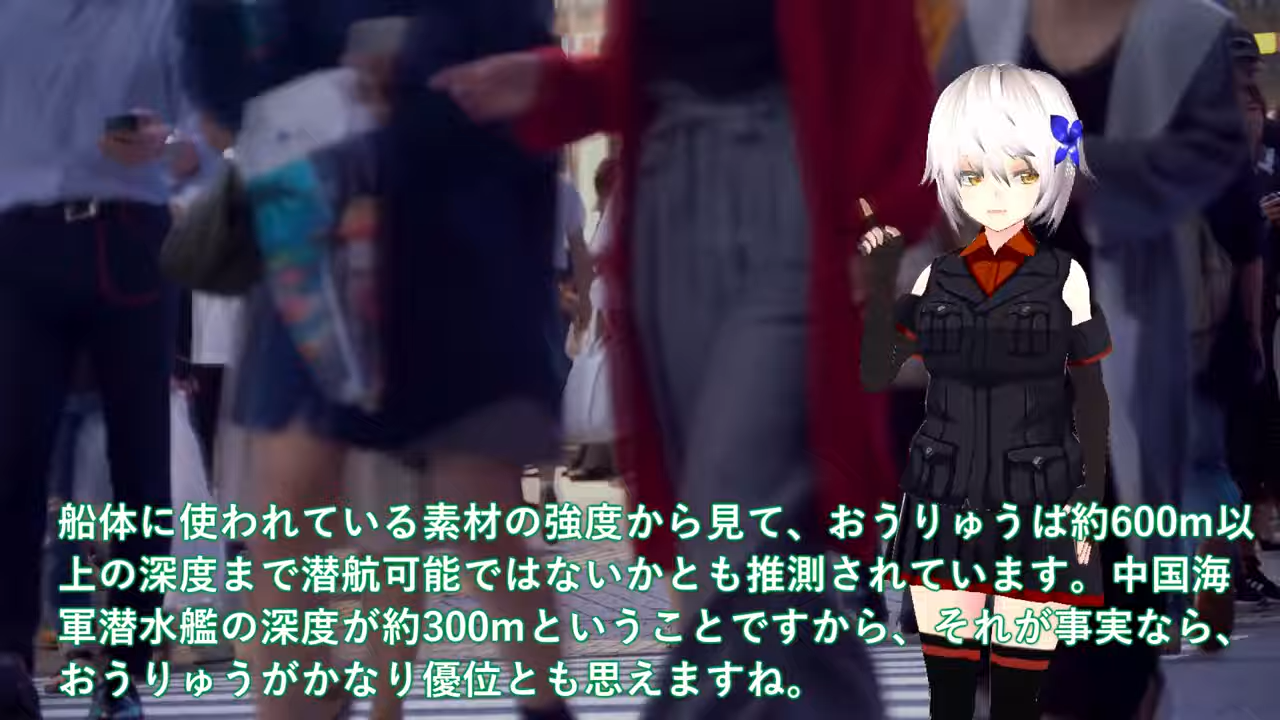 船体に使われている素材の強度から見て、おうりゅうは約600m以
上の深度まで潜航可能ではないかとも推測されています。中国海
軍潜水艦の深度が約300mということですから、それが事実なら、
おうりゅうがかなり優位とも思えますね。